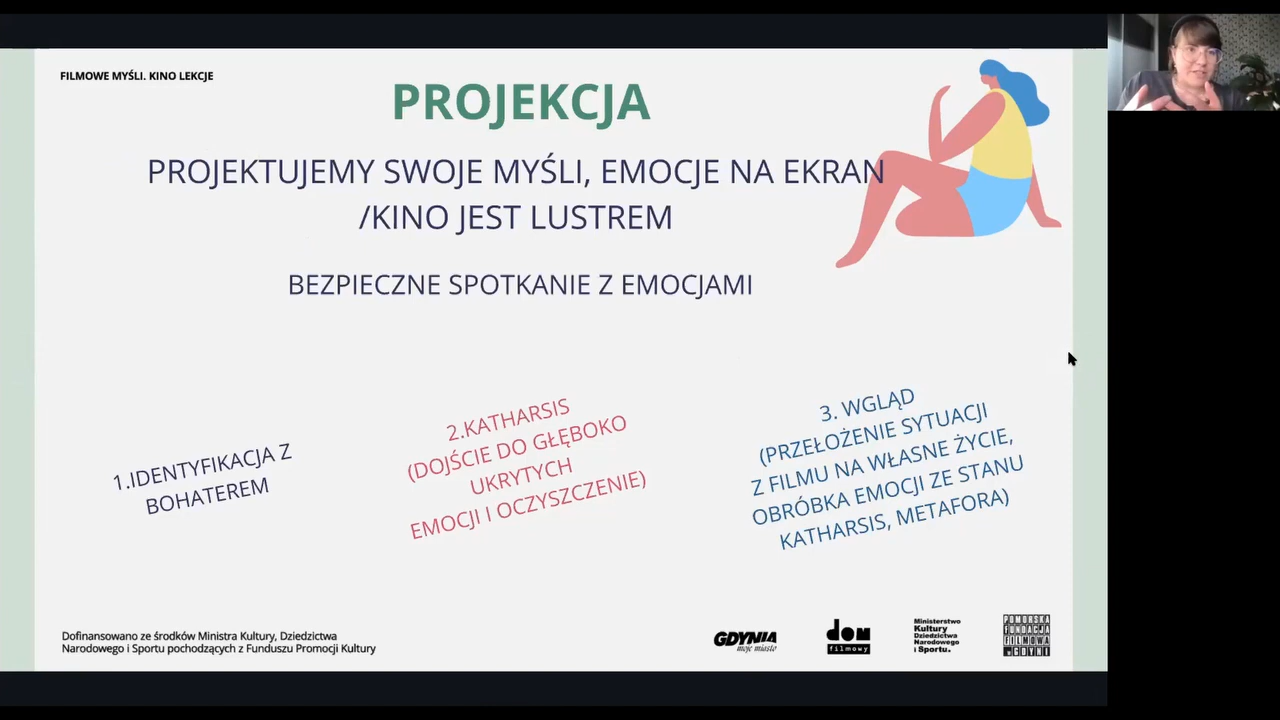 FILMOWE MYŚLI. KINO LEKCJE
PROJEKCJA
PROJEKTUJEMY SWOJE MYŚLI, EMOCJE NA EKRAN
/KINO JEST LUSTREM
BEZPIECZNE SPOTKANIE Z EMOCJAMI
1.IDENTYFIKACJA Z
BOHATEREM
2.KATHARSIS
(DOJŚCIE DO GŁĘBOKO
UKRYTYCH
EMOCJI I OCZYSZCZENIE)
3. WGLĄD
(PRZEŁOŻENIE SYTUACJI
Z FILMU NA WŁASNE ŻYCIE,
OBRÓBKA EMOCJI ZE STANU
KATHARSIS, METAFORA)
Dofinansowano ze środków Ministra Kultury, Dziedzictwa
Narodowego i Sportu pochodzących z Funduszu Promocji Kultury
GDYNIA
moje miasto
dom
filmowy
Ministerstwo
Kultury
Dziedzictwa
Narodowego
i Sportu.
POMORSKA
FUNDACJA
FILMOWA
w GDYNI